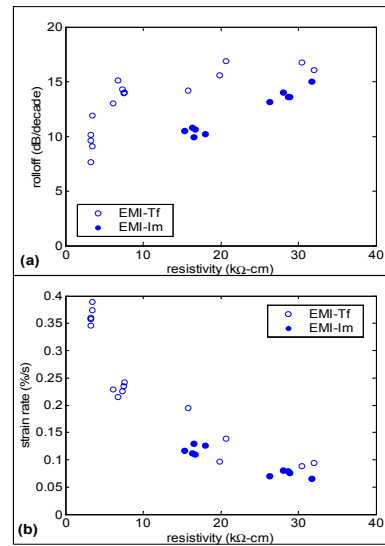 (a)
20
15
10
5
0
rolloff (dB/decade)
EMI-Tf
EMI-Im
0 10 20 30 40
resistivity (kΩ-cm)
(b)
0.4
0.35
0.3
0.25
0.2
0.15
0.1
0.05
0
strain rate (%/s)
EMI-Tf
EMI-Im
0 10 20 30 40
resistivity (kΩ-cm)